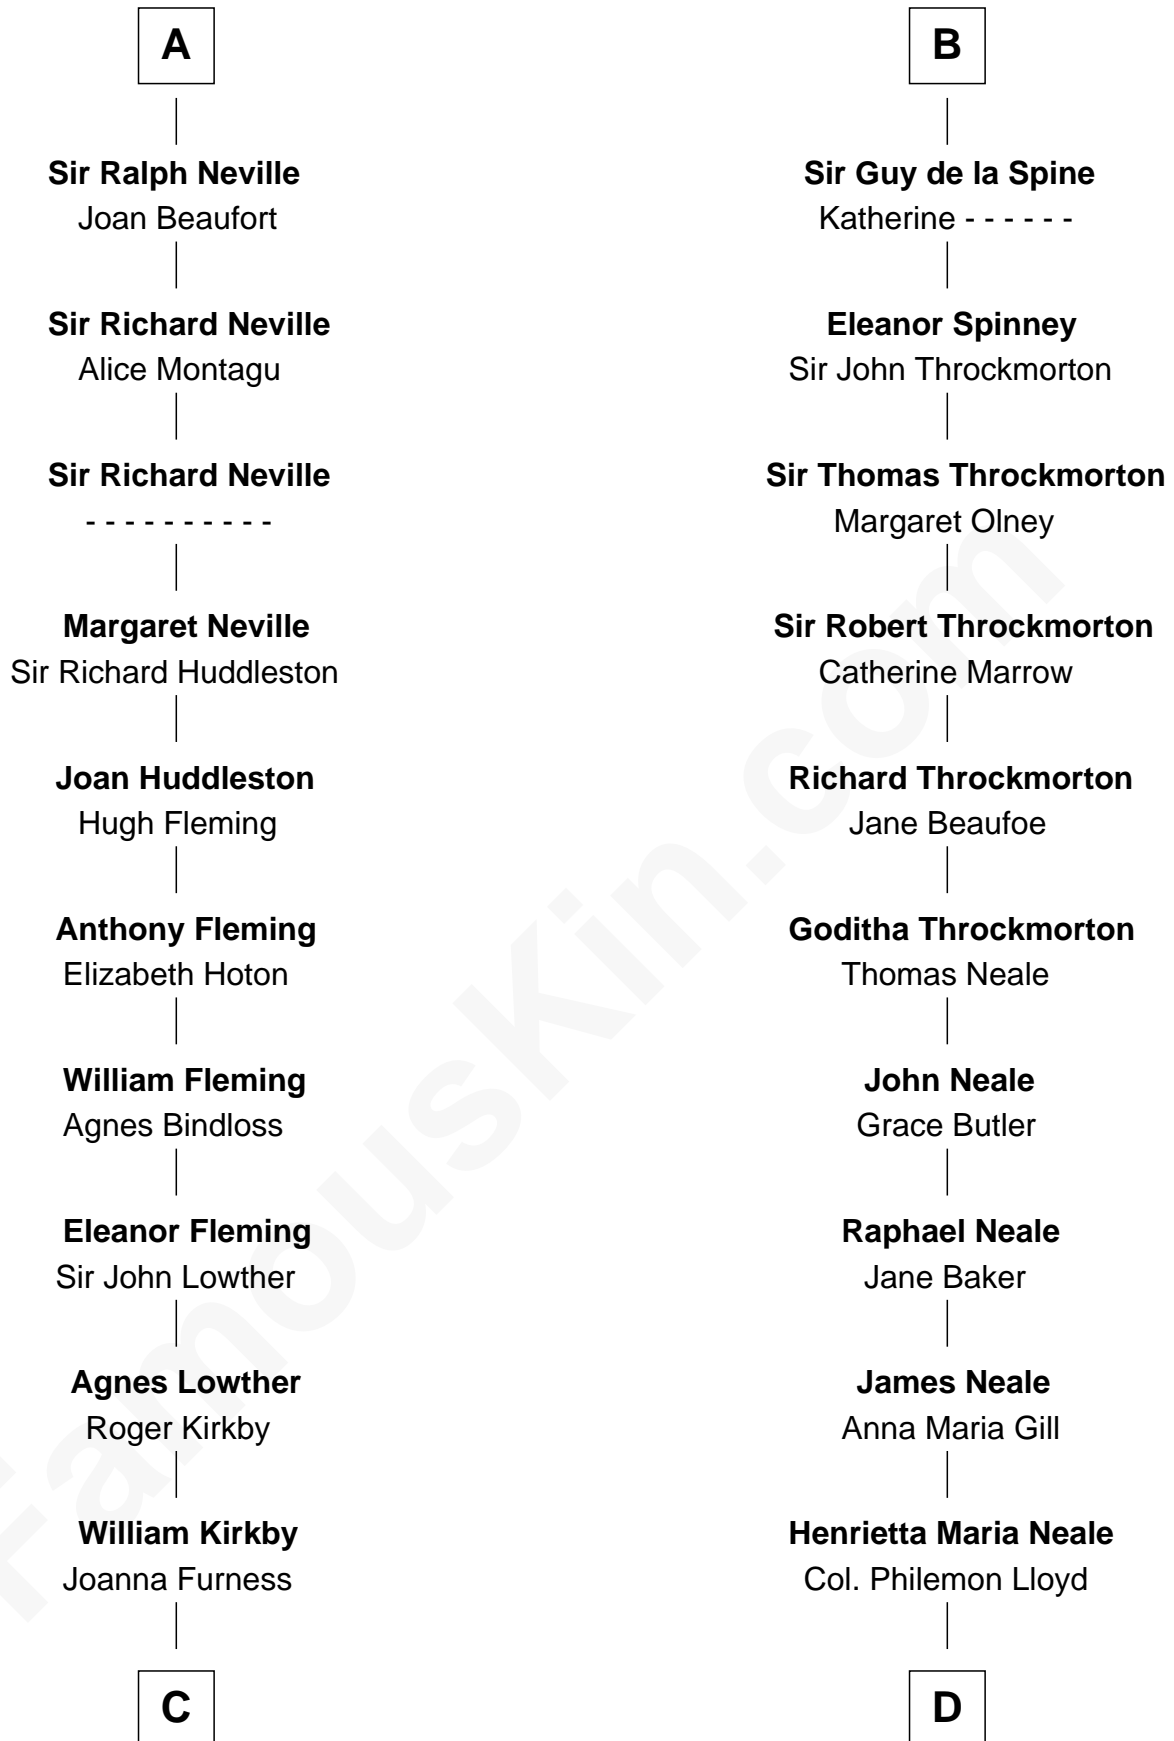 A
Sir Ralph Neville
Joan Beaufort
Sir Richard Neville
Alice Montagu
Sir Richard Neville
- - - - - - - - - -
Margaret Neville
Sir Richard Huddleston
Joan Huddleston
Hugh Fleming
Anthony Fleming
Elizabeth Hoton
William Fleming
Agnes Bindloss
Eleanor Fleming
Sir John Lowther
Agnes Lowther
Roger Kirkby
William Kirkby
Joanna Furness
C
B
Sir Guy de la Spine
Katherine - - - - - -
Eleanor Spinney
Sir John Throckmorton
Sir Thomas Throckmorton
Margaret Olney
Sir Robert Throckmorton
Catherine Marrow
Richard Throckmorton
Jane Beaufoe
Goditha Throckmorton
Thomas Neale
John Neale
Grace Butler
Raphael Neale
Jane Baker
James Neale
Anna Maria Gill
Henrietta Maria Neale
Col. Philemon Lloyd
D
FamousKin.com